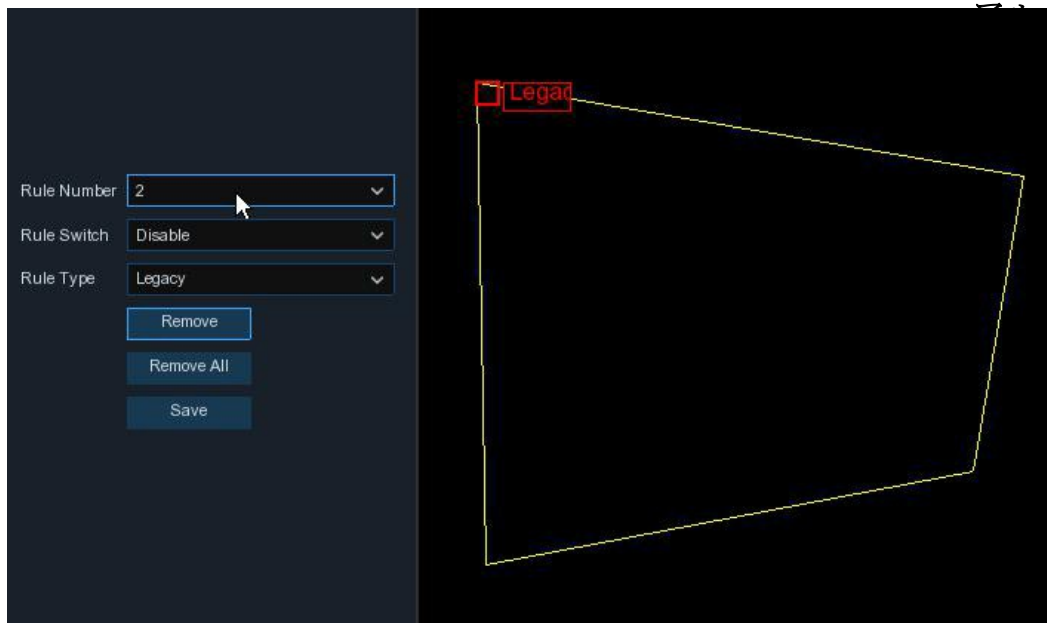 Legac
Rule Number 2
Rule Switch Disable
Rule Type Legacy
Remove
Remove All
Save